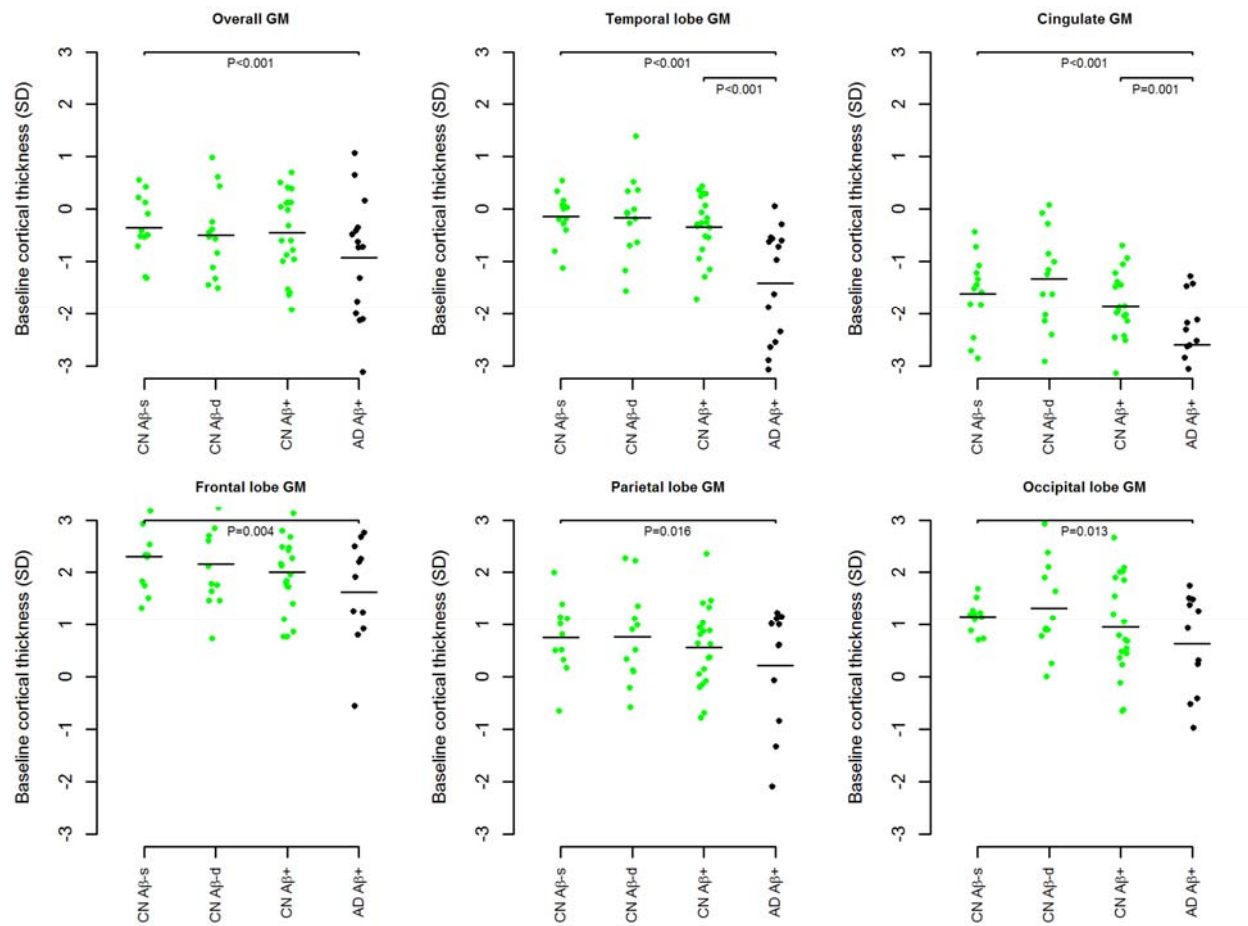 Overall GM
Temporal lobe GM
Cingulate GM
Baseline cortical thickness (SD)
3
2
1
0
-1
-2
-3
P<0.001
CN Aβ-s
CN Aβ-d
CN Aβ+
AD Aβ+
Baseline cortical thickness (SD)
3
2
1
0
-1
-2
-3
P<0.001
P<0.001
CN Aβ-s
CN Aβ-d
CN Aβ+
AD Aβ+
Baseline cortical thickness (SD)
3
2
1
0
-1
-2
-3
P<0.001
P=0.001
CN Aβ-s
CN Aβ-d
CN Aβ+
AD Aβ+
Frontal lobe GM
Parietal lobe GM
Occipital lobe GM
Baseline cortical thickness (SD)
3
2
1
0
-1
-2
-3
P=0.004
CN Aβ-s
CN Aβ-d
CN Aβ+
AD Aβ+
Baseline cortical thickness (SD)
3
2
1
0
-1
-2
-3
P=0.016
CN Aβ-s
CN Aβ-d
CN Aβ+
AD Aβ+
Baseline cortical thickness (SD)
3
2
1
0
-1
-2
-3
P=0.013
CN Aβ-s
CN Aβ-d
CN Aβ+
AD Aβ+